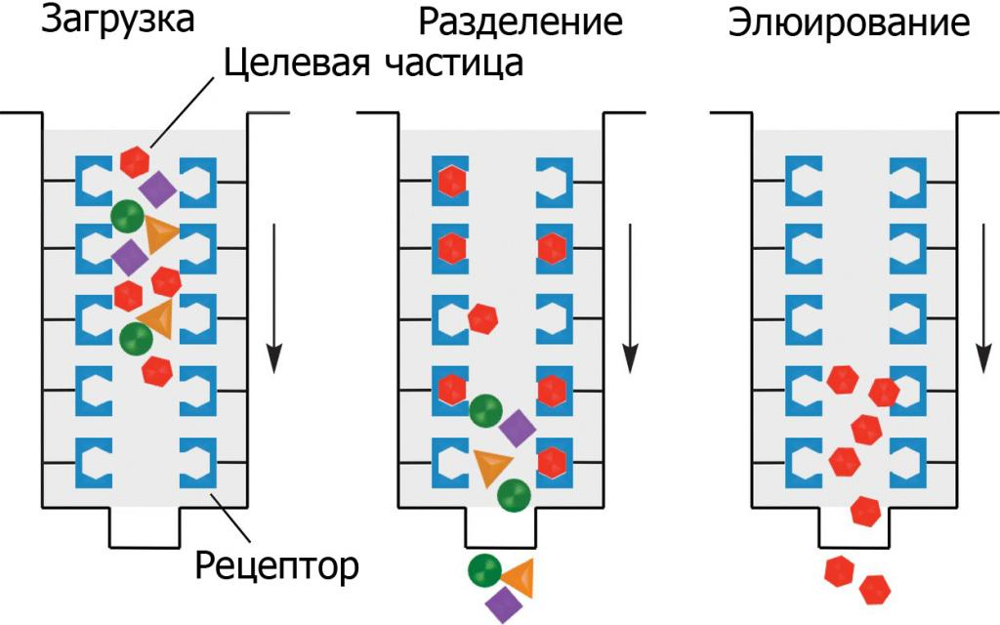 Загрузка
Разделение
Элюирование
Целевая частица
Рецептор